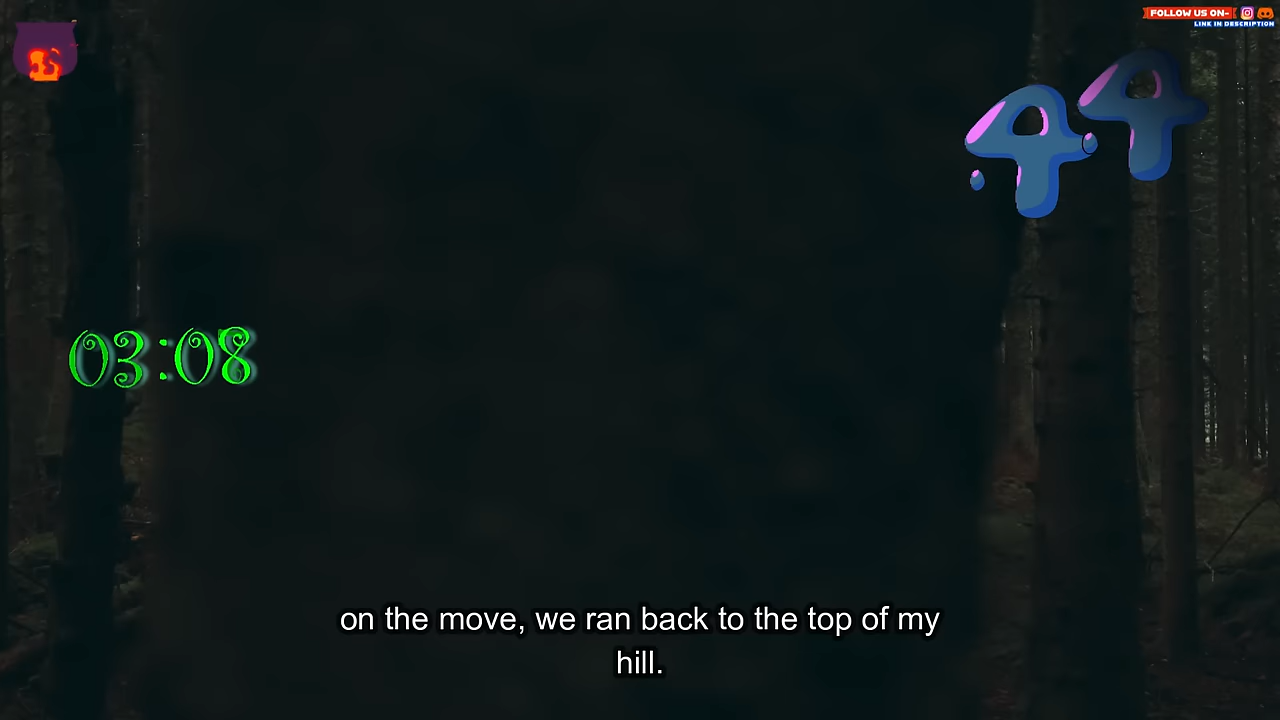 FOLLOW US ON-
LINK IN DESCRIPTION
44
03:08
on the move, we ran back to the top of my
hill.